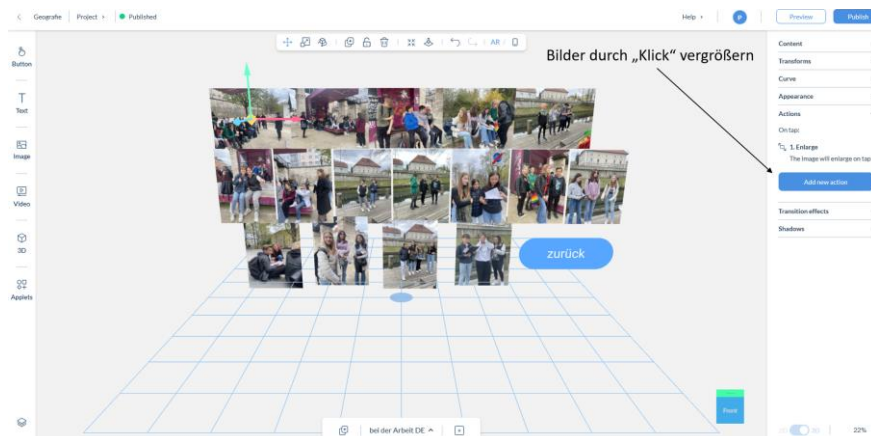 Geografie Project Published Help P Preview Publish
Button
Text
Image
Video
3D
Applets
AR
Bilder durch „Klick“ vergrößern
zurück
Content
Transforms
Curve
Appearance
Actions
On tap:
1. Enlarge
The Image will enlarge on tap
Add new action
Transition effects
Shadows
Front
bei der Arbeit DE
22%